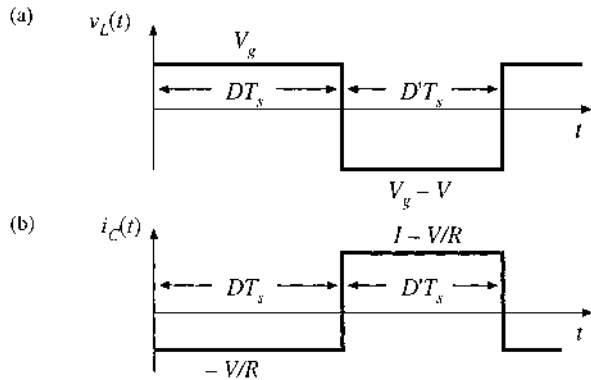 (a)
v_L(t)
V_g
DT_s
D'T_s
t
V_g – V
(b)
i_C(t)
I – V/R
DT_s
D'T_s
t
– V/R